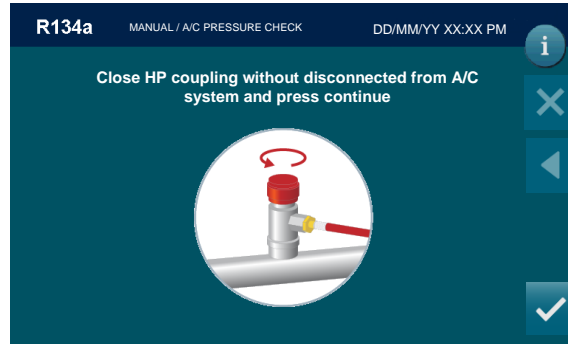 R134a
MANUAL / A/C PRESSURE CHECK
DD/MM/YY XX:XX PM
i
Close HP coupling without disconnected from A/C
system and press continue